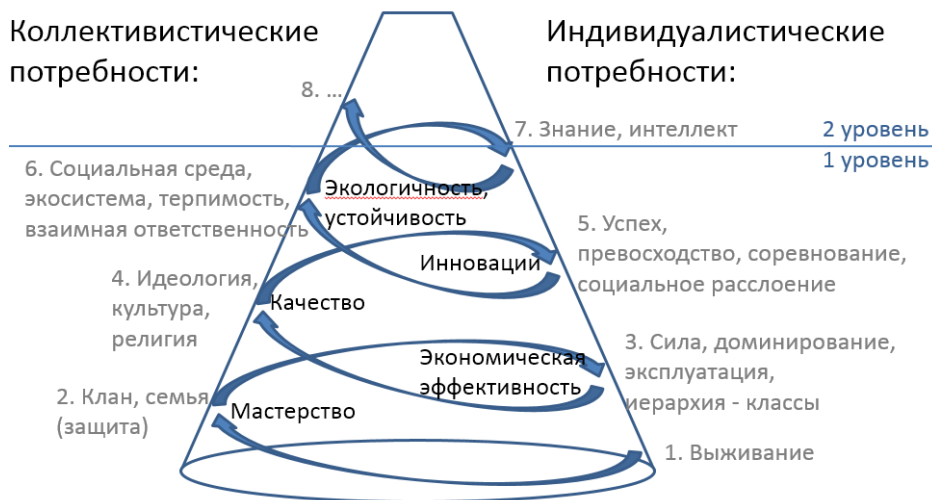 Коллективистические
потребности:
Индивидуалистические
потребности:
8. ...
7. Знание, интеллект
2 уровень
1 уровень
6. Социальная среда,
экосистема, терпимость,
взаимная ответственность
Экологичность,
устойчивость
5. Успех,
превосходство, соревнование,
социальное расслоение
Инновации
4. Идеология,
культура,
религия
Качество
3. Сила, доминирование,
эксплуатация,
иерархия - классы
Экономическая
эффективность
2. Клан, семья
(защита)
Мастерство
1. Выживание